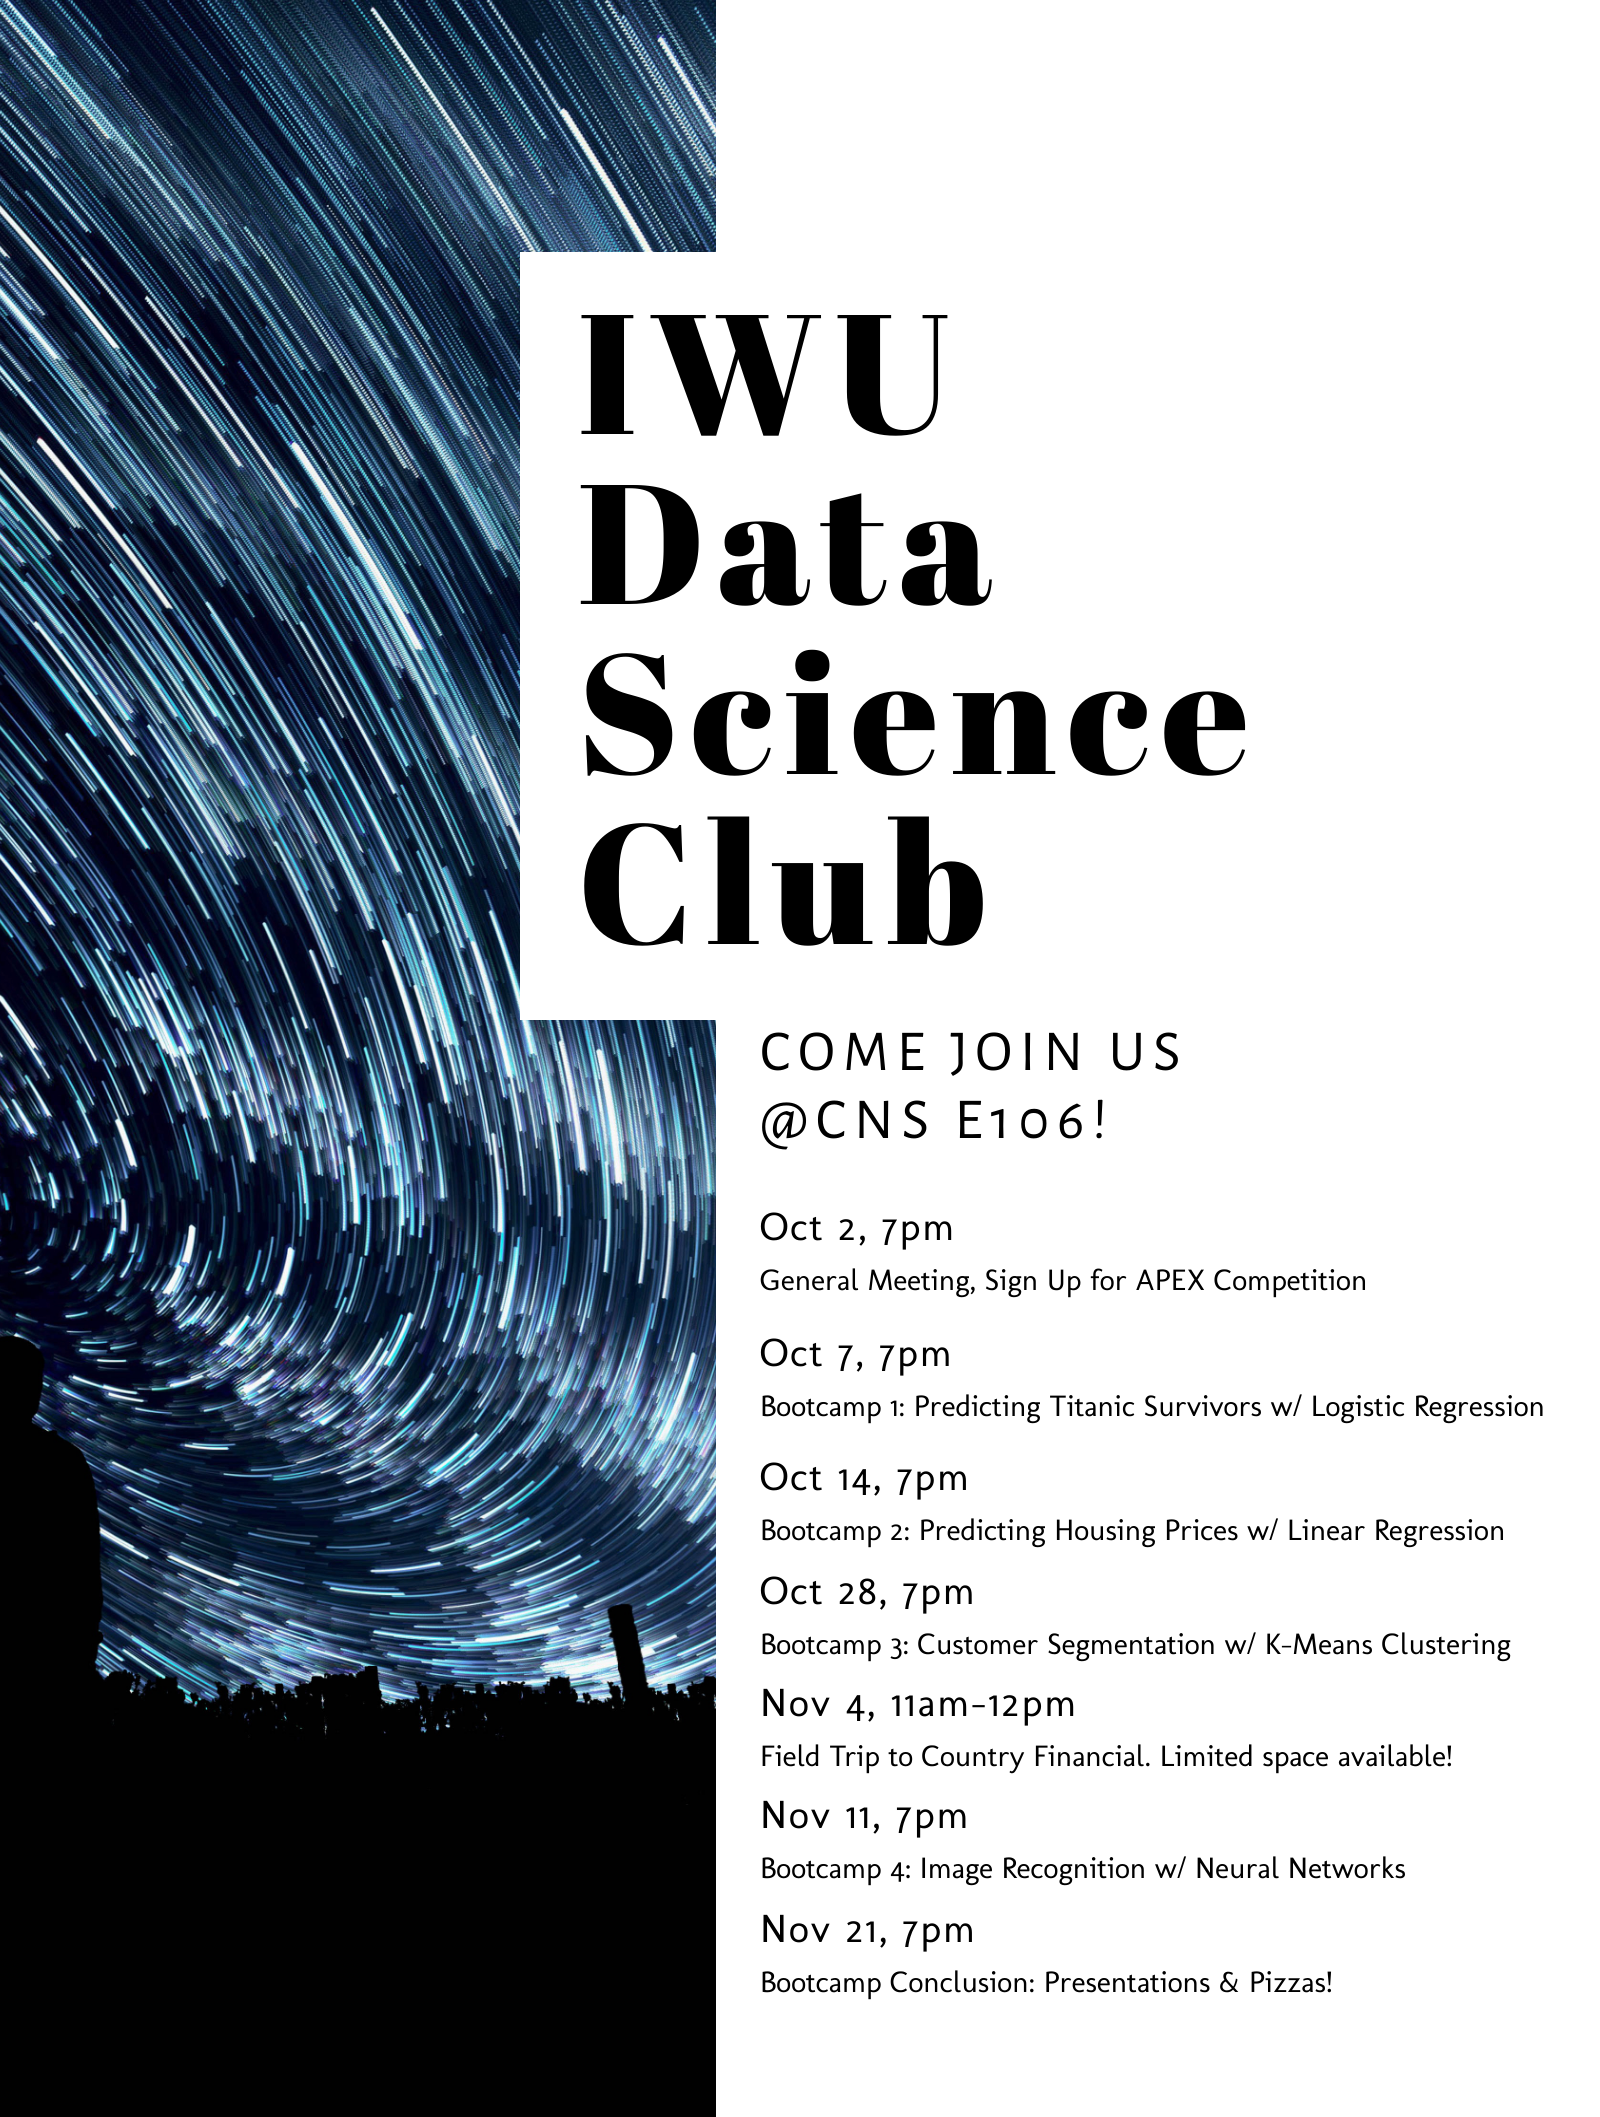 IWU
Data
Science
Club
COME JOIN US
@CNS E106!
Oct 2, 7pm
General Meeting, Sign Up for APEX Competition
Oct 7, 7pm
Bootcamp 1: Predicting Titanic Survivors w/ Logistic Regression
Oct 14, 7pm
Bootcamp 2: Predicting Housing Prices w/ Linear Regression
Oct 28, 7pm
Bootcamp 3: Customer Segmentation w/ K-Means Clustering
Nov 4, 11am-12pm
Field Trip to Country Financial. Limited space available!
Nov 11, 7pm
Bootcamp 4: Image Recognition w/ Neural Networks
Nov 21, 7pm
Bootcamp Conclusion: Presentations & Pizzas!